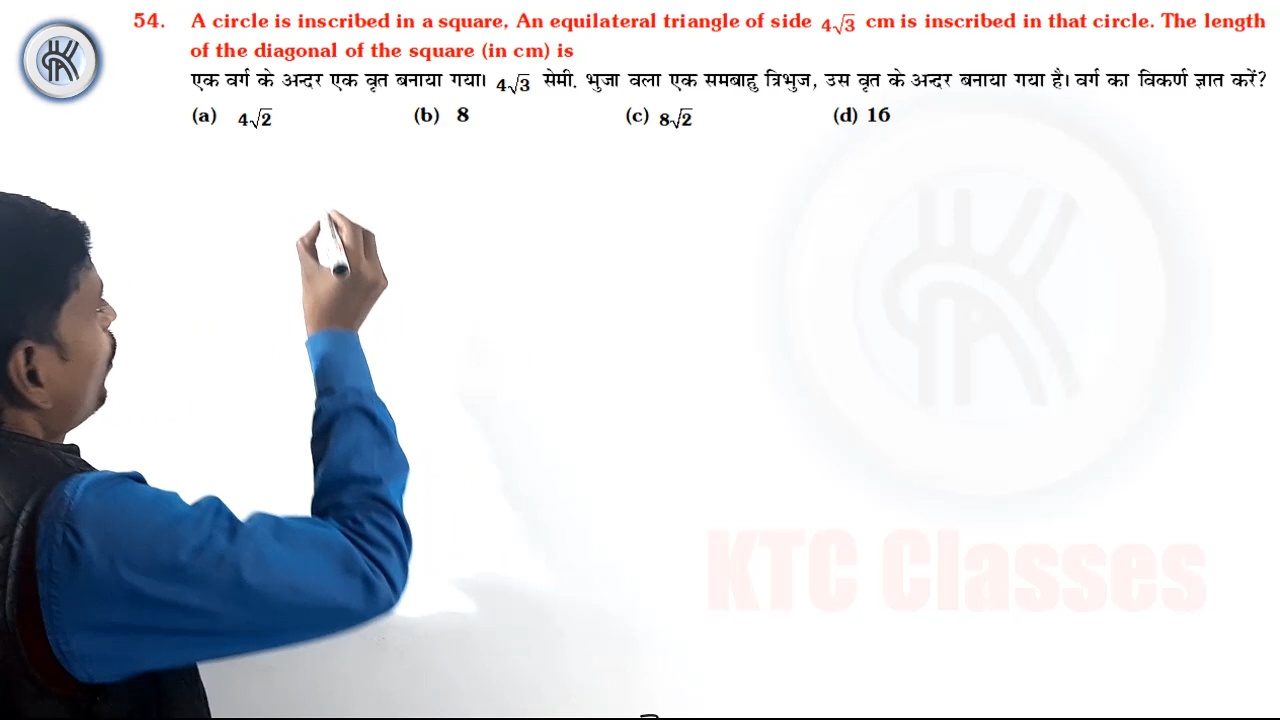 54. A circle is inscribed in a square, An equilateral triangle of side 4√3 cm is inscribed in that circle. The length
of the diagonal of the square (in cm) is
एक वर्ग के अन्दर एक वृत बनाया गया। 4√3 सेमी. भुजा वला एक समबाहु त्रिभुज, उस वृत के अन्दर बनाया गया है। वर्ग का विकर्ण ज्ञात करें?
(a) 4√2 (b) 8 (c) 8√2 (d) 16
KTC Classes